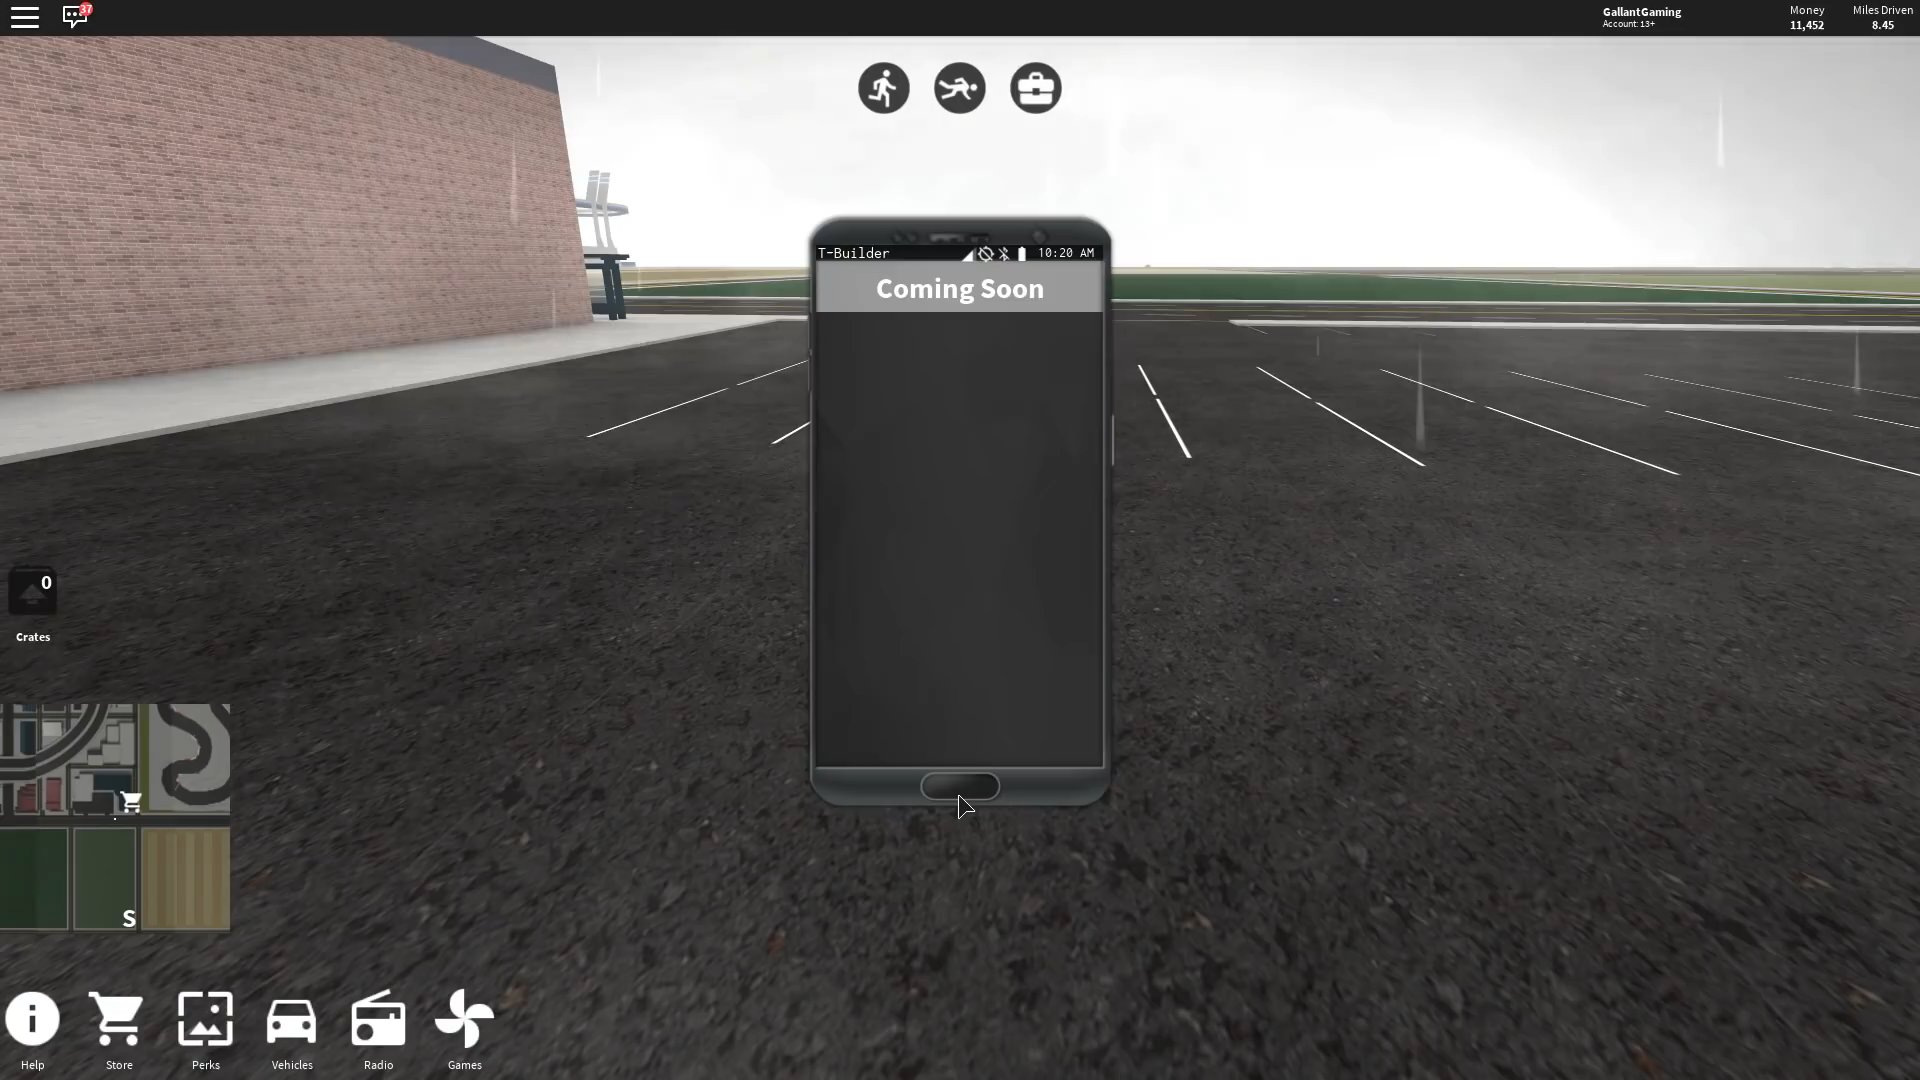 37
GallantGaming
Account: 13+
Money
11,452
Miles Driven
8.45
T-Builder
10:20 AM
Coming Soon
0
Crates
S
Help
Store
Perks
Vehicles
Radio
Games